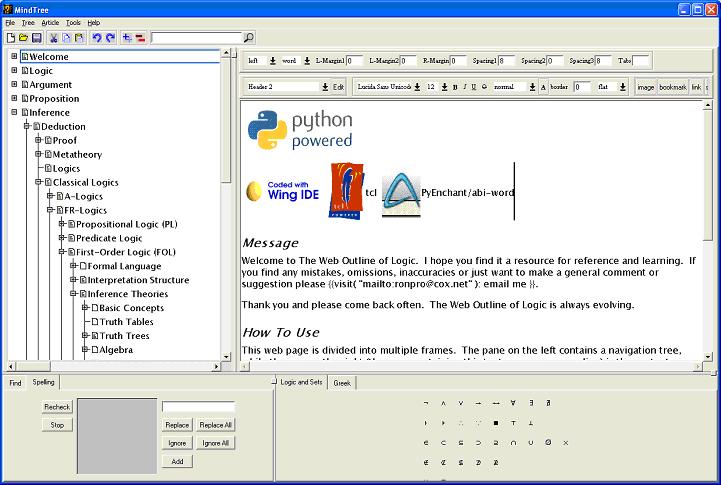 MindTree
File Tree Article Tools Help
left word L-Margin1 0 L-Margin2 0 R-Margin 0 Spacing1 8 Spacing2 0 Spacing3 8 Tabs
Header 2 Edit Lucida Sans Unicode 12 B I U O normal A border 0 flat image bookmark link
Welcome
Logic
Argument
Proposition
Inference
Deduction
Proof
Metatheory
Logics
Classical Logics
A-Logics
FR-Logics
Propositional Logic (PL)
Predicate Logic
First-Order Logic (FOL)
Formal Language
Interpretation Structure
Inference Theories
Basic Concepts
Truth Tables
Truth Trees
Algebra
python
powered
Coded with
Wing IDE
tcl
POWERED
tcl
PyEnchant/abi-word
Message
Welcome to The Web Outline of Logic. I hope you find it a resource for reference and learning. If
you find any mistakes, omissions, inaccuracies or just want to make a general comment or
suggestion please {{visit( "mailto:ronpro@cox.net" ): email me }}.
Thank you and please come back often. The Web Outline of Logic is always evolving.
How To Use
This web page is divided into multiple frames. The pane on the left contains a navigation tree,
Find Spelling
Recheck
Stop
Replace Replace All
Ignore Ignore All
Add
Logic and Sets Greek
¬ ∧ ∨ → ↔ ∀ ∃ ∄
∴ ∵ ■ ⊤ ⊥
∈ ⊂ ⊆ ⊃ ⊇ ∩ ∪ Ø ×